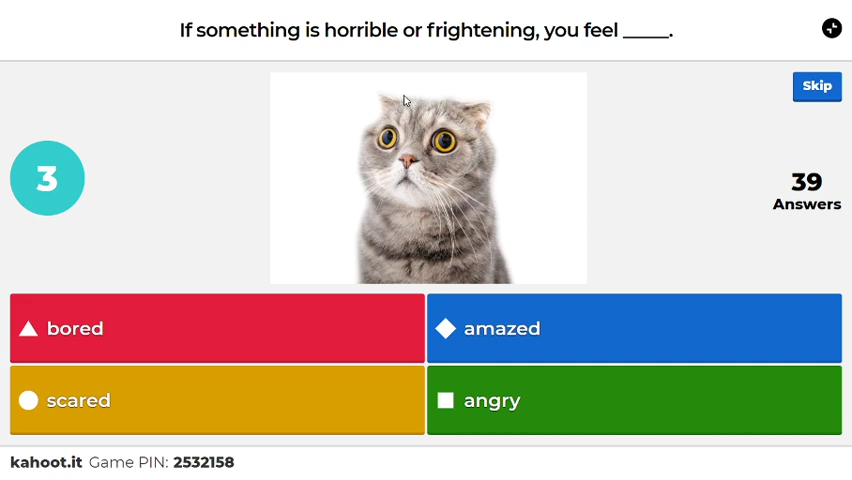 If something is horrible or frightening, you feel _____.
Skip
3
39
Answers
bored
amazed
scared
angry
kahoot.it Game PIN: 2532158